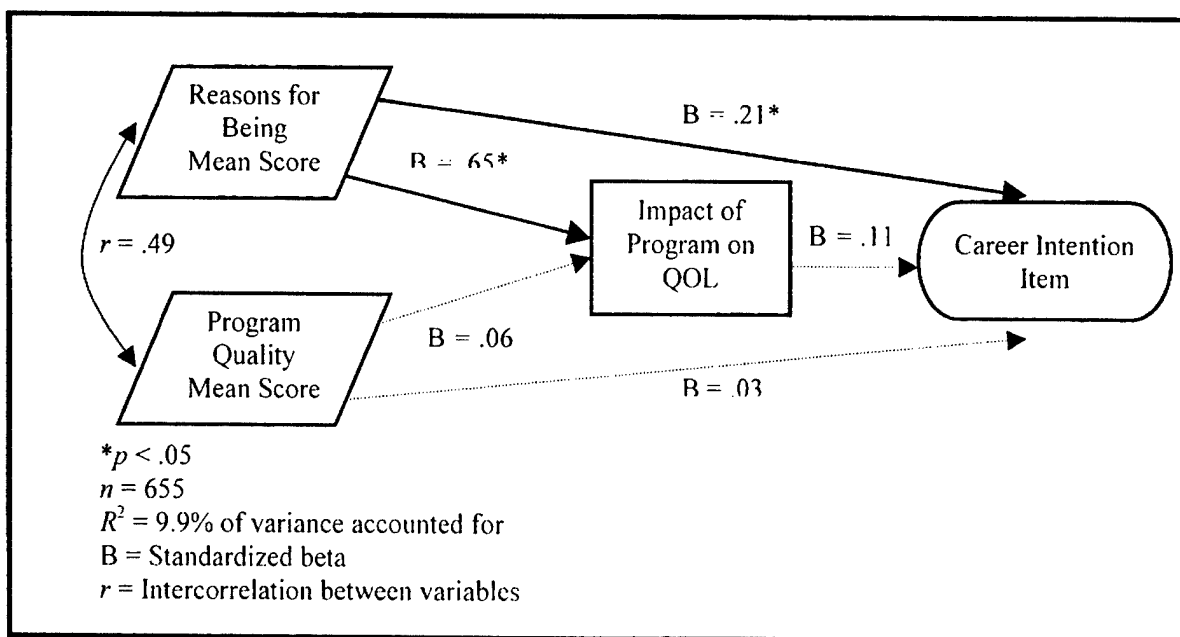 Reasons for
Being
Mean Score
B = .21*
B = .65*
Impact of
Program on
QOL
B = .11
Career Intention
Item
r = .49
Program
Quality
Mean Score
B = .06
B = .03
*p < .05
n = 655
R² = 9.9% of variance accounted for
B = Standardized beta
r = Intercorrelation between variables